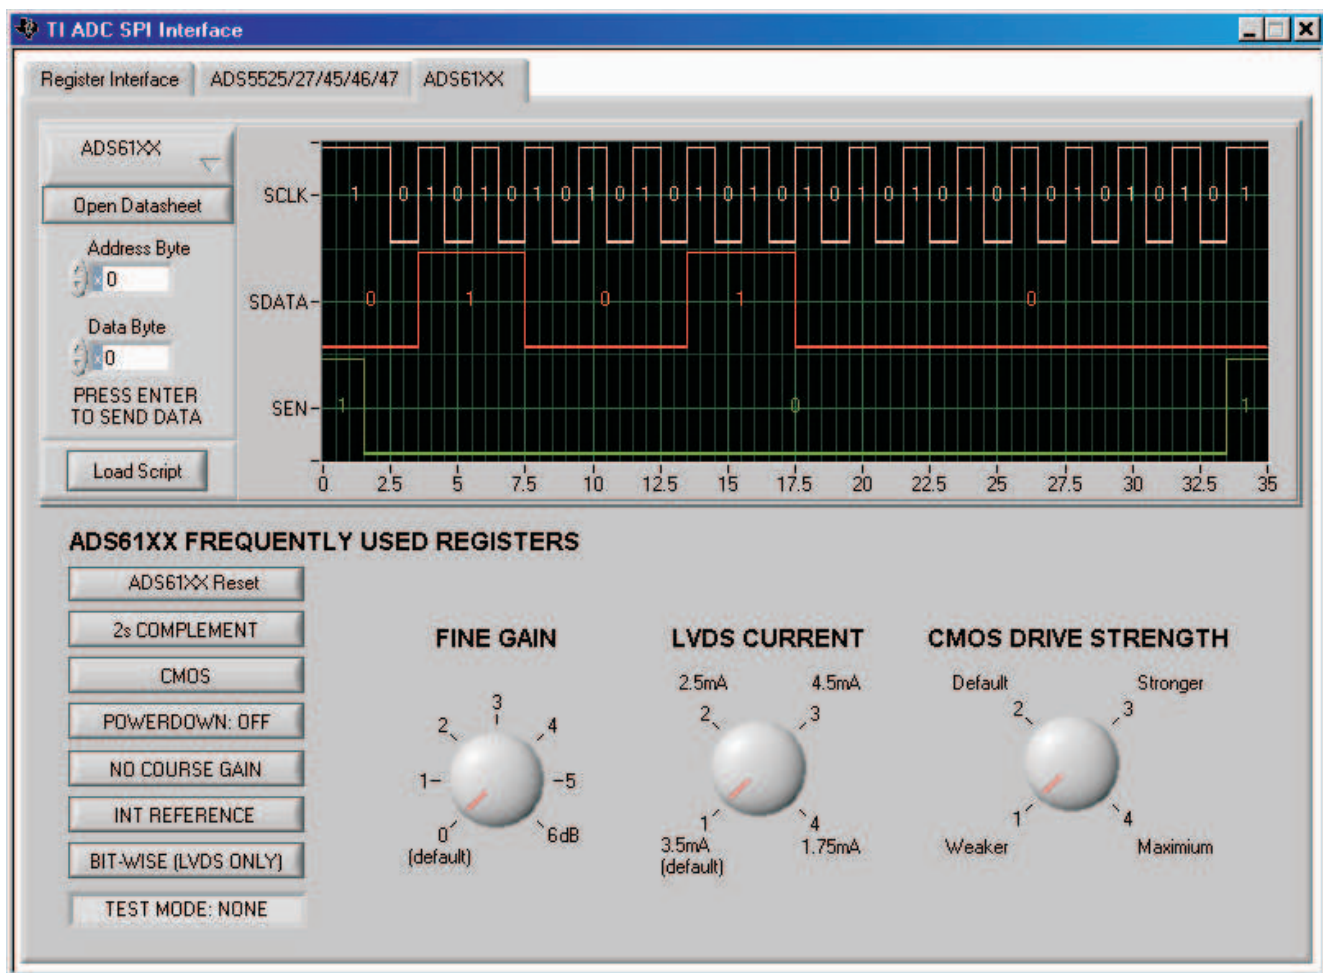 TI ADC SPI Interface
Register Interface ADS5525/27/45/46/47 ADS61XX
ADS61XX
Open Datasheet
Address Byte
x 0
Data Byte
x 0
PRESS ENTER
TO SEND DATA
Load Script
SCLK
1 0 1 0 1 0 1 0 1 0 1 0 1 0 1 0 1 0 1 0 1 0 1 0 1 0 1 0 1 0 1 0 1
SDATA
0 1 0 1 0
SEN
1 0 1
0 2.5 5 7.5 10 12.5 15 17.5 20 22.5 25 27.5 30 32.5 35
ADS61XX FREQUENTLY USED REGISTERS
ADS61XX Reset
2s COMPLEMENT
CMOS
POWERDOWN: OFF
NO COURSE GAIN
INT REFERENCE
BIT-WISE (LVDS ONLY)
TEST MODE: NONE
FINE GAIN
3
2 4
1 5
0 6dB
(default)
LVDS CURRENT
2.5mA 4.5mA
2 3
1 4
3.5mA 1.75mA
(default)
CMOS DRIVE STRENGTH
Default Stronger
2 3
1 4
Weaker Maximium